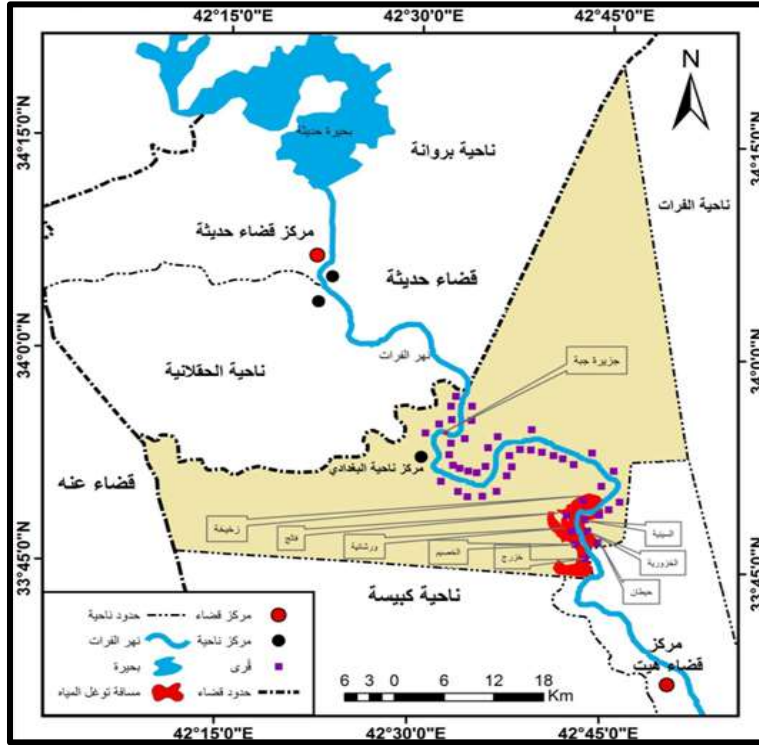 42°15'0"E
42°30'0"E
42°45'0"E
N
34°15'0"N
34°15'0"N
بحيرة حديثة
ناحية بروانة
ناحية الفرات
مركز قضاء حديثة
قضاء حديثة
34°0'0"N
34°0'0"N
نهر الفرات
جزيرة جبة
ناحية الحقلانية
مركز ناحية البغدادي
قضاء عنه
زخيخة
فالج
ورشانية
الخصيم
خزرج
السينية
الخزورية
حيطان
33°45'0"N
33°45'0"N
ناحية كبيسة
مركز
قضاء هيت
مركز قضاء
حدود ناحية
مركز ناحية
نهر الفرات
قرى
بحيرة
حدود قضاء
مسافة توغل المياه
6 3 0 6 12 18
Km
42°15'0"E
42°30'0"E
42°45'0"E